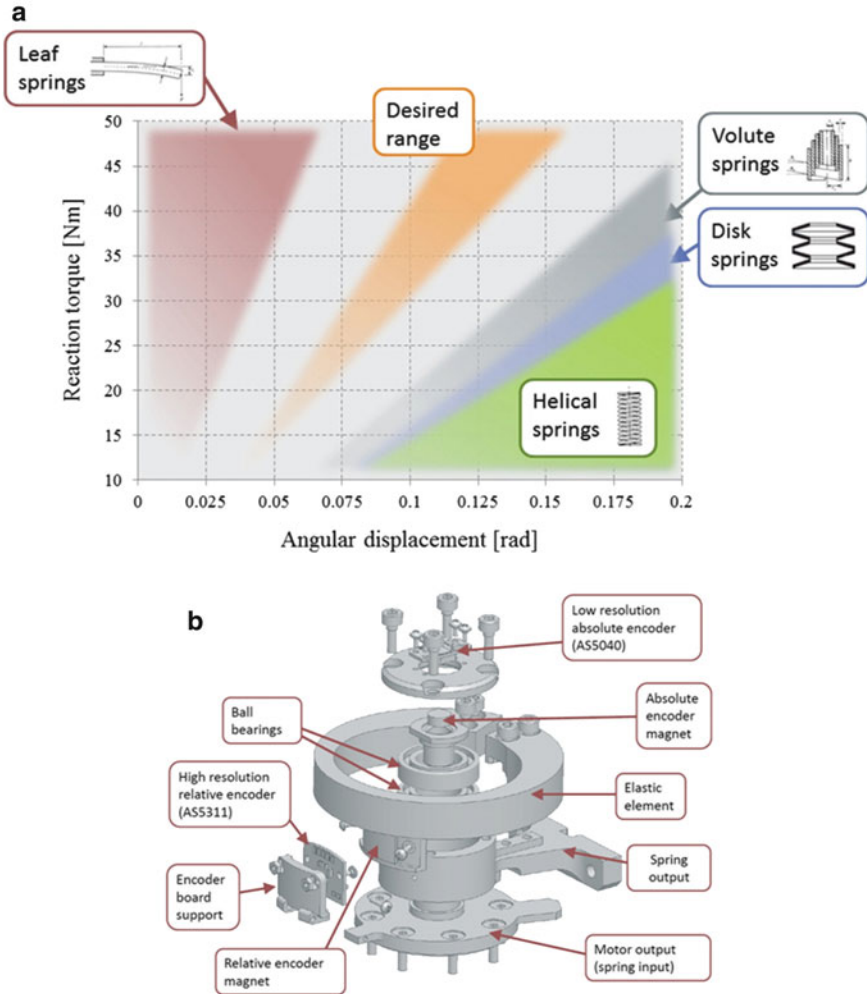 a
Leaf
springs
Desired
range
Volute
springs
Disk
springs
Helical
springs
Reaction torque [Nm]
50
45
40
35
30
25
20
15
10
0
0.025
0.05
0.075
0.1
0.125
0.15
0.175
0.2
Angular displacement [rad]
b
Low resolution
absolute encoder
(AS5040)
Ball
bearings
Absolute
encoder
magnet
High resolution
relative encoder
(AS5311)
Elastic
element
Encoder
board
support
Spring
output
Relative encoder
magnet
Motor output
(spring input)